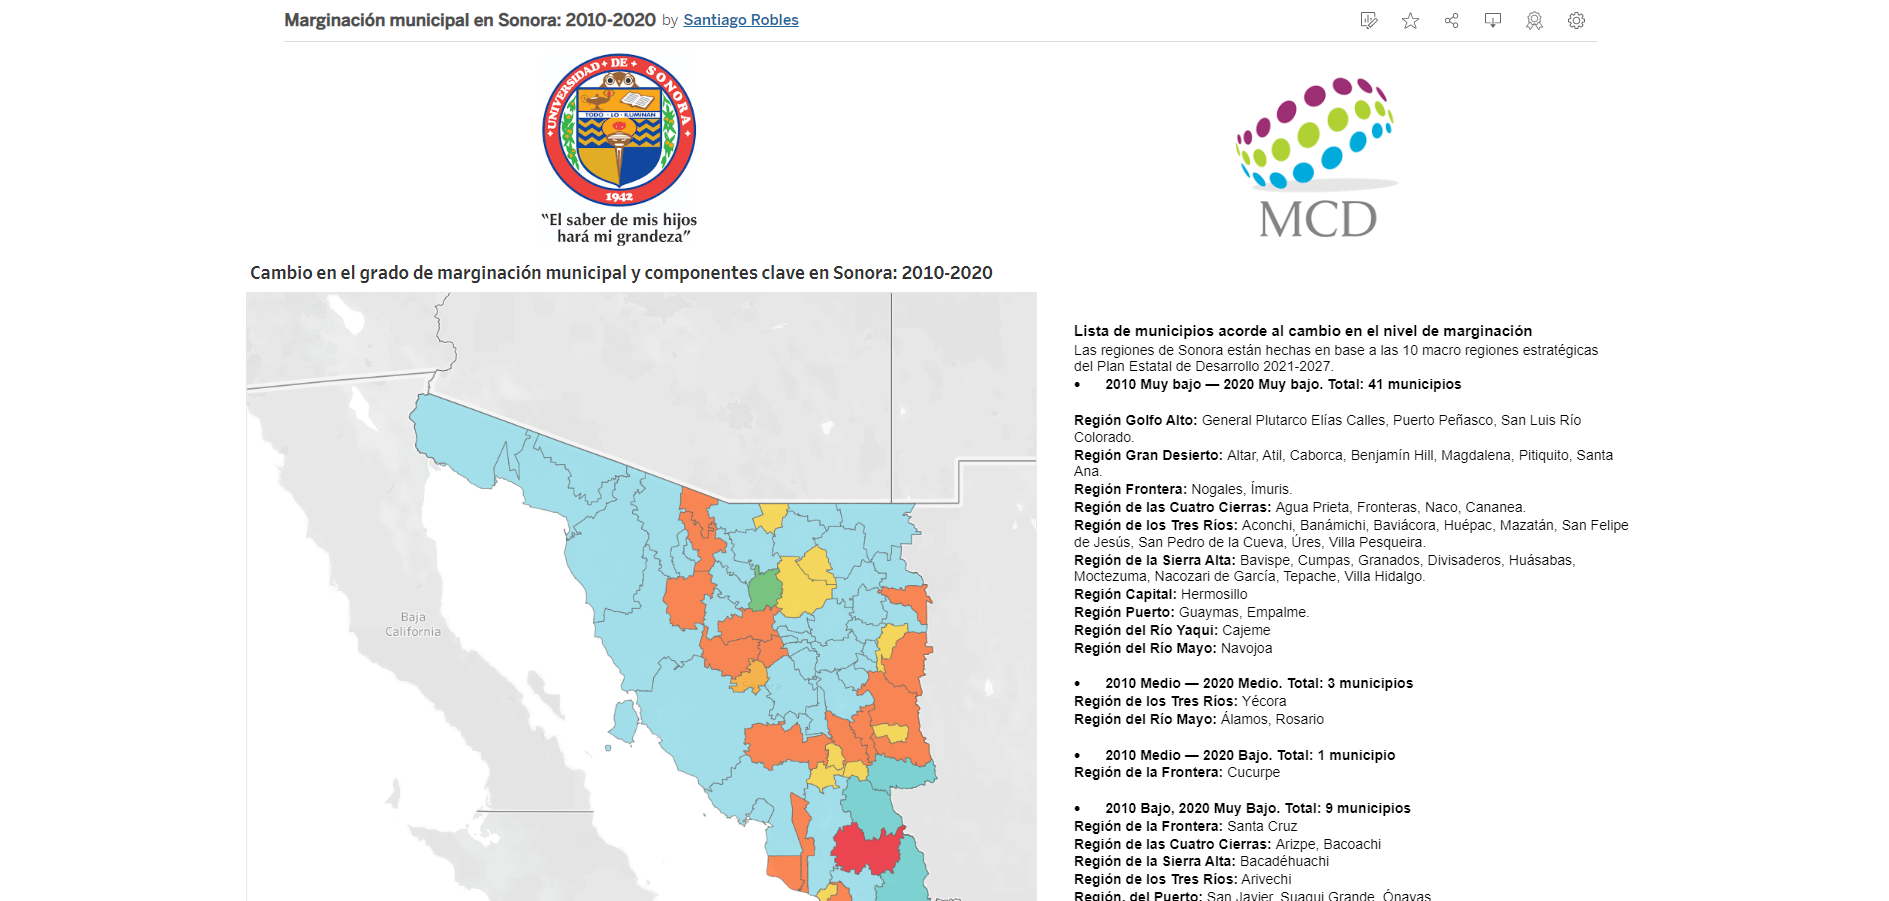 Marginación municipal en Sonora: 2010-2020 by Santiago Robles
UNIVERSIDAD DE SONORA
TODO - LO - ILUMINAN
1942
"El saber de mis hijos
hará mi grandeza"
MCD
Cambio en el grado de marginación municipal y componentes clave en Sonora: 2010-2020
Baja
California
Lista de municipios acorde al cambio en el nivel de marginación
Las regiones de Sonora están hechas en base a las 10 macro regiones estratégicas
del Plan Estatal de Desarrollo 2021-2027.
• 2010 Muy bajo — 2020 Muy bajo. Total: 41 municipios
Región Golfo Alto: General Plutarco Elías Calles, Puerto Peñasco, San Luis Río
Colorado.
Región Gran Desierto: Altar, Atil, Caborca, Benjamín Hill, Magdalena, Pitiquito, Santa
Ana.
Región Frontera: Nogales, Ímuris.
Región de las Cuatro Cierras: Agua Prieta, Fronteras, Naco, Cananea.
Región de los Tres Ríos: Aconchi, Banámichi, Baviácora, Huépac, Mazatán, San Felipe
de Jesús, San Pedro de la Cueva, Úres, Villa Pesqueira.
Región de la Sierra Alta: Bavispe, Cumpas, Granados, Divisaderos, Huásabas,
Moctezuma, Nacozari de García, Tepache, Villa Hidalgo.
Región Capital: Hermosillo
Región Puerto: Guaymas, Empalme.
Región del Río Yaqui: Cajeme
Región del Río Mayo: Navojoa
• 2010 Medio — 2020 Medio. Total: 3 municipios
Región de los Tres Ríos: Yécora
Región del Río Mayo: Álamos, Rosario
• 2010 Medio — 2020 Bajo. Total: 1 municipio
Región de la Frontera: Cucurpe
• 2010 Bajo, 2020 Muy Bajo. Total: 9 municipios
Región de la Frontera: Santa Cruz
Región de las Cuatro Cierras: Arizpe, Bacoachi
Región de la Sierra Alta: Bacadéhuachi
Región de los Tres Ríos: Arivechi
Región. del Puerto: San Javier, Suaqui Grande, Ónavas